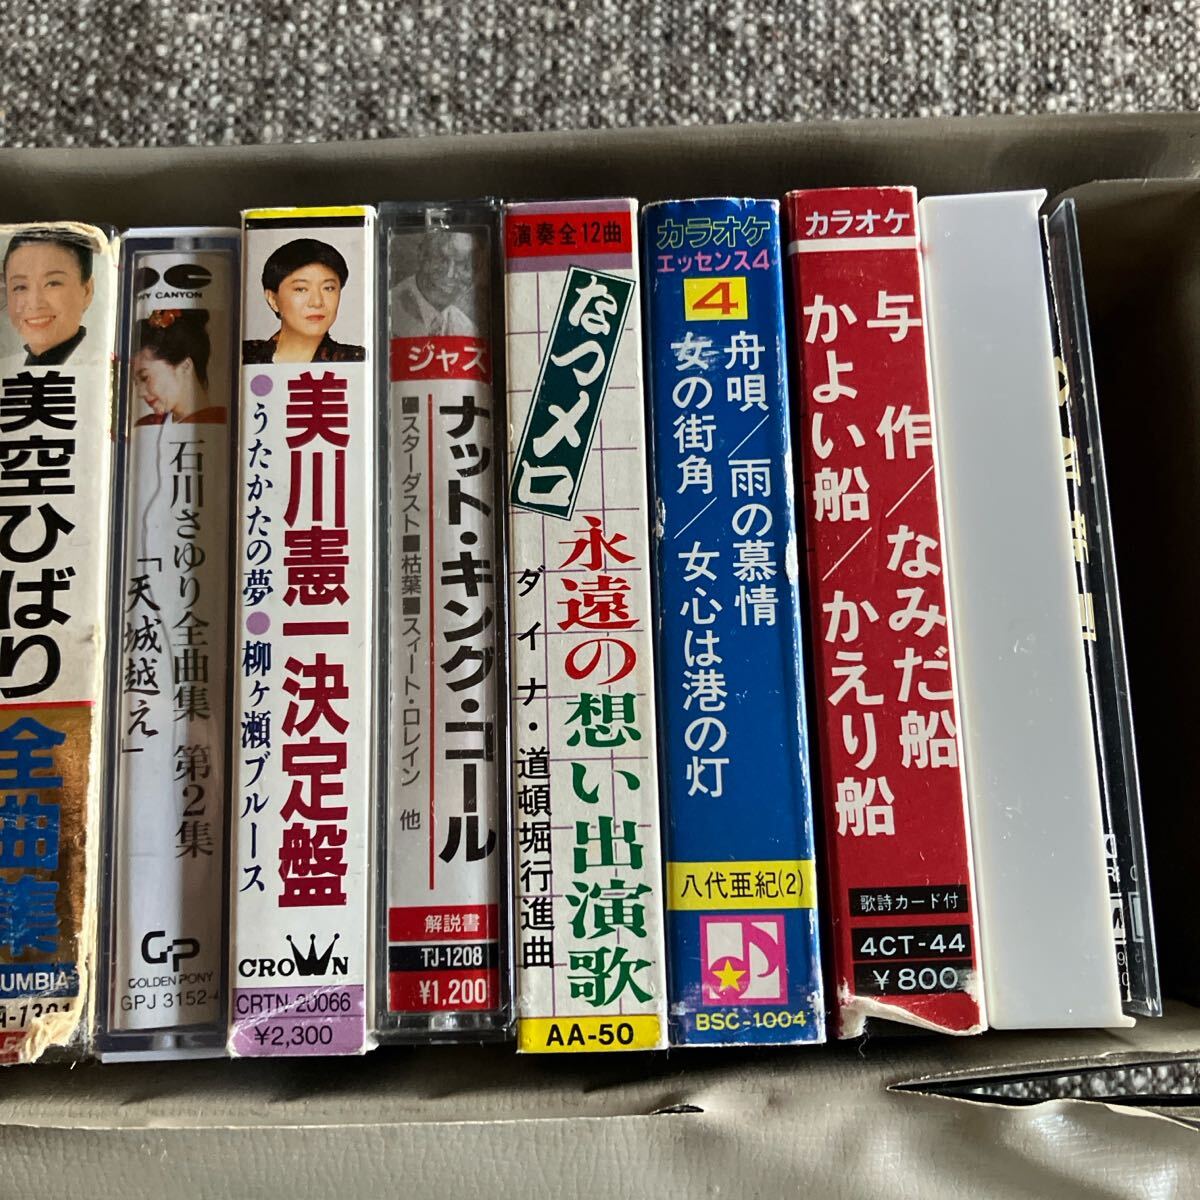 美空ひばり
全曲集
UMBIA
PONY CANYON
石川さゆり全曲集 第2集
「天城越え」
GP
GOLDEN PONY
GPJ 3152-4
美川憲一決定盤
●うたかたの夢●柳ヶ瀬ブルース
CROWN
CRTN-20066
¥2,300
ジャズ
ナット・キング・コール
■スターダスト■枯葉■スィート・ロレイン 他
解説書
TJ-1208
¥1,200
演奏全12曲
なつメロ
永遠の想い出演歌
ダイナ・道頓堀行進曲
AA-50
カラオケ
エッセンス4
4
舟唄/雨の慕情
女の街角/女心は港の灯
八代亜紀(2)
BSC-1004
カラオケ
与作/なみだ船
かよい船/かえり船
歌詩カード付
4CT-44
¥800